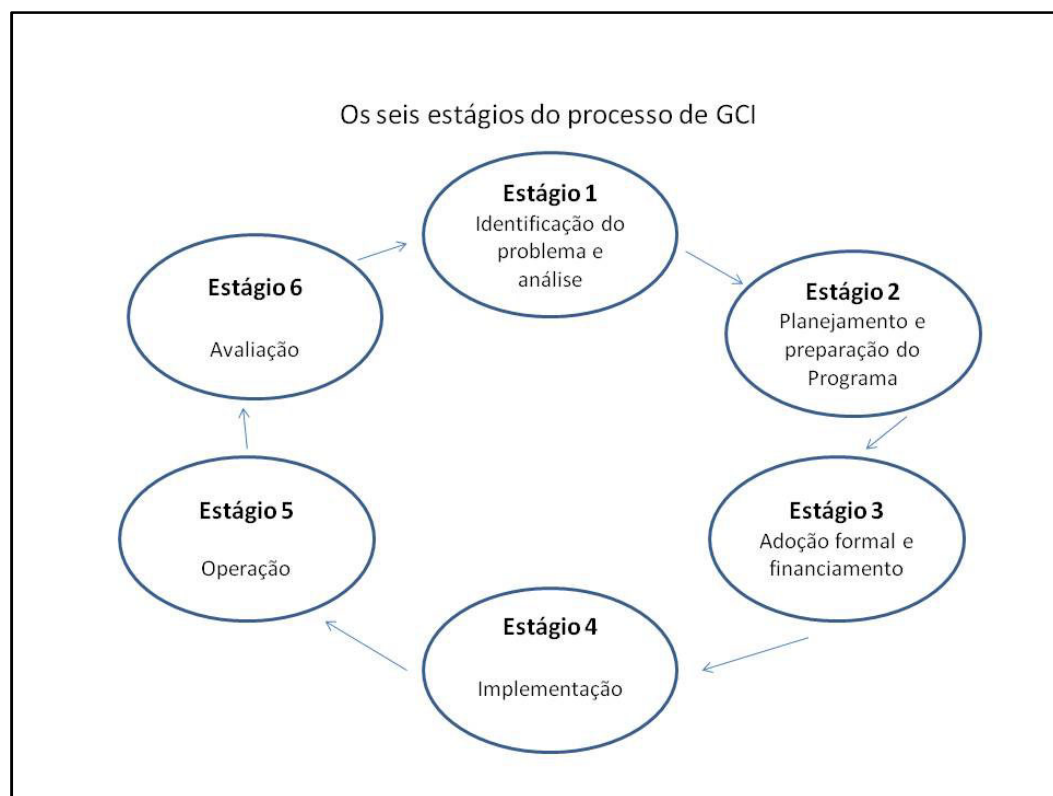 Os seis estágios do processo de GCI
Estágio 1
Identificação do
problema e
análise
Estágio 2
Planejamento e
preparação do
Programa
Estágio 3
Adoção formal e
financiamento
Estágio 4
Implementação
Estágio 5
Operação
Estágio 6
Avaliação